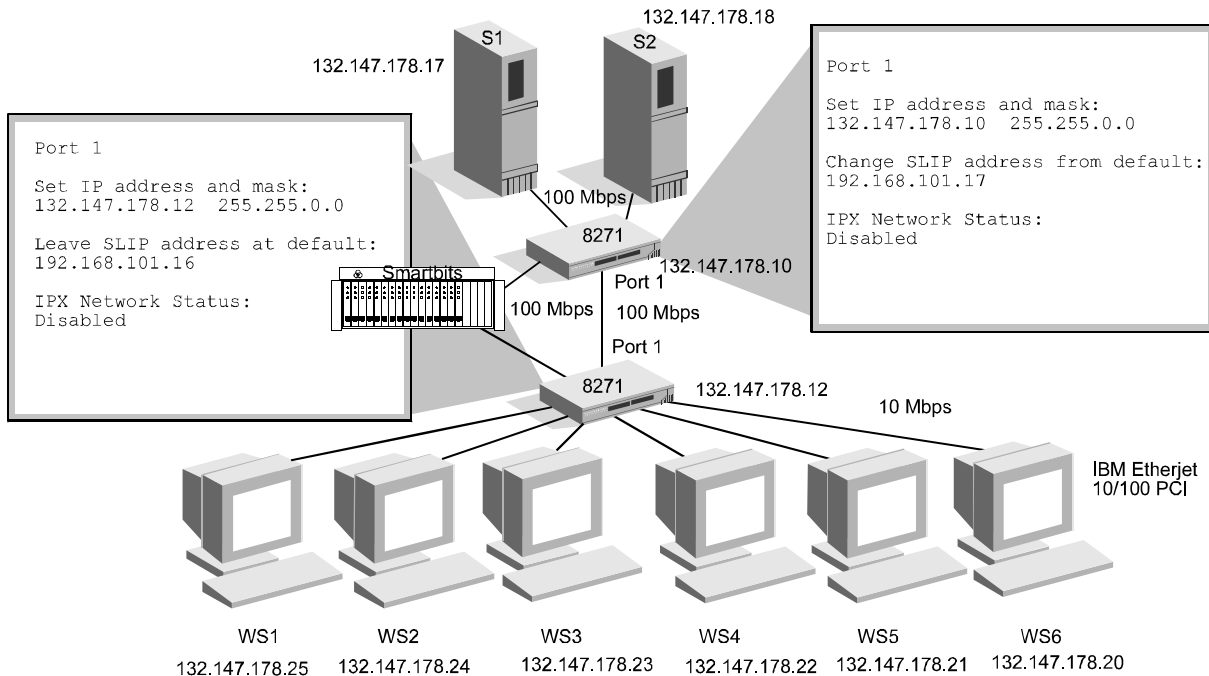 132.147.178.18
S1
S2
132.147.178.17
Port 1
Set IP address and mask:
132.147.178.10  255.255.0.0
Change SLIP address from default:
192.168.101.17
IPX Network Status:
Disabled
Port 1
Set IP address and mask:
132.147.178.12  255.255.0.0
Leave SLIP address at default:
192.168.101.16
IPX Network Status:
Disabled
100 Mbps
8271
132.147.178.10
Smartbits
Port 1
100 Mbps
100 Mbps
Port 1
8271
132.147.178.12
10 Mbps
IBM Etherjet
10/100 PCI
WS1
WS2
WS3
WS4
WS5
WS6
132.147.178.25
132.147.178.24
132.147.178.23
132.147.178.22
132.147.178.21
132.147.178.20